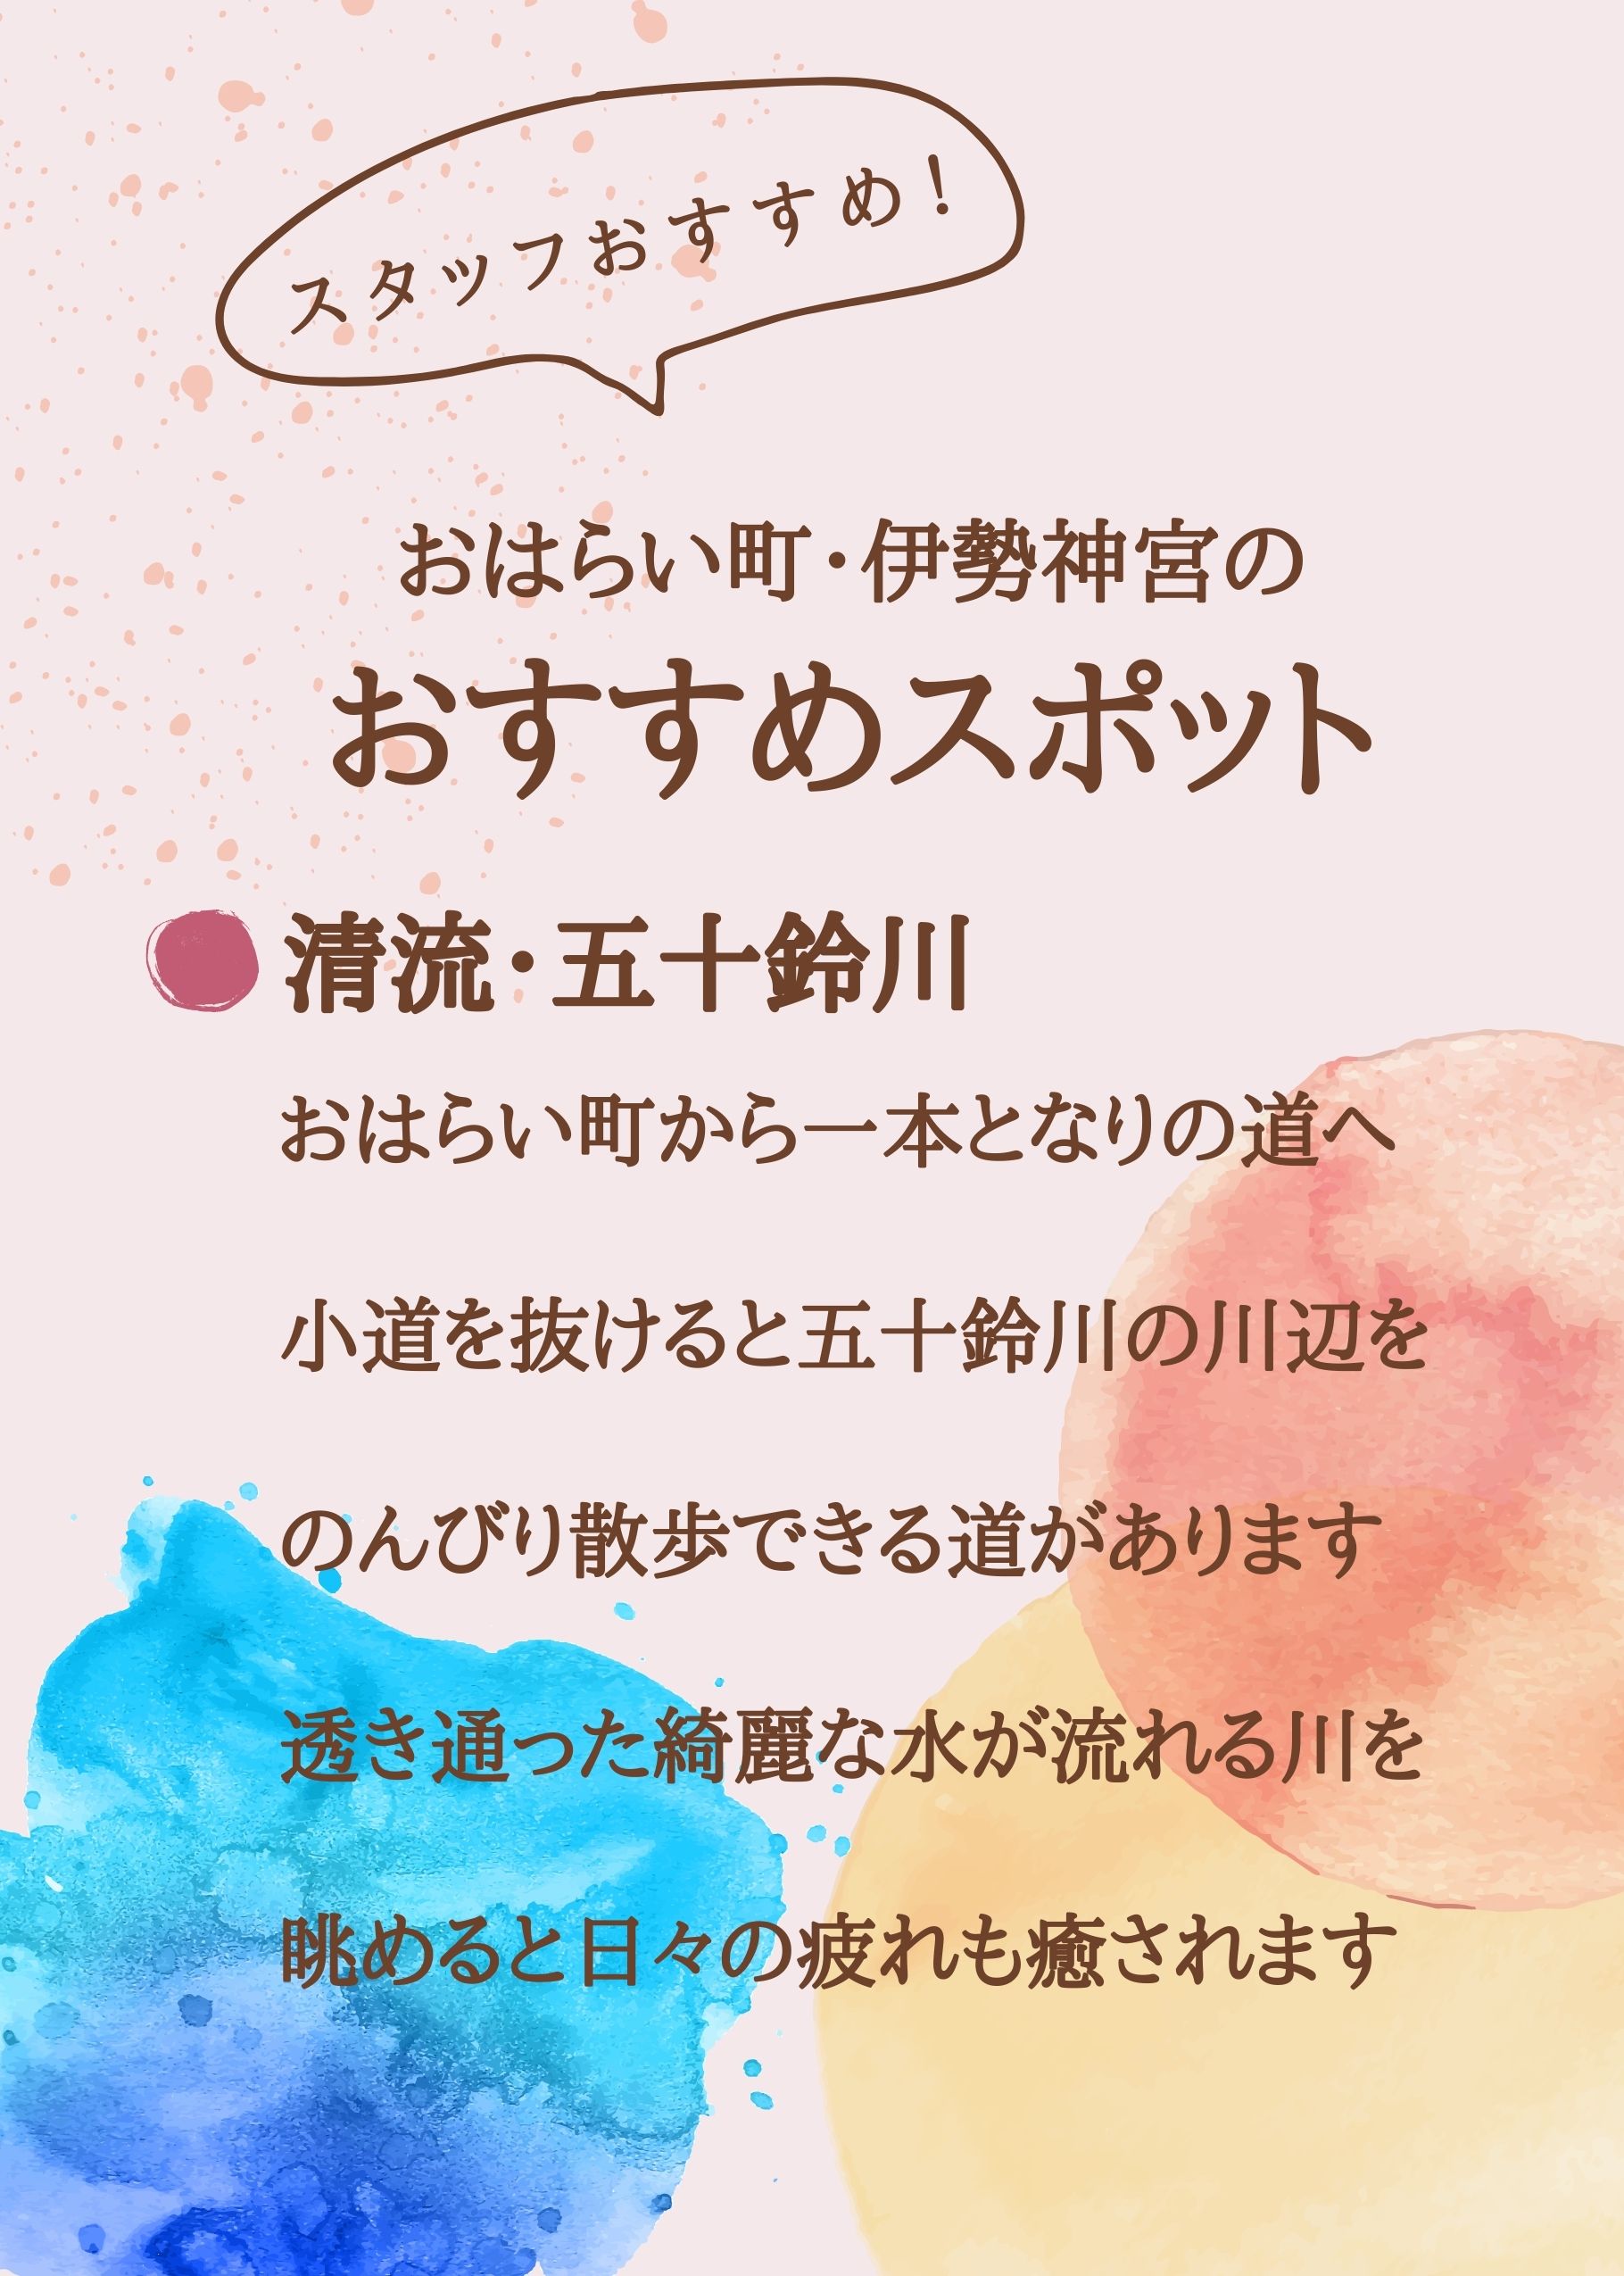 スタッフおすすめ!
おはらい町・伊勢神宮の
おすすめスポット
清流・五十鈴川
おはらい町から一本となりの道へ
小道を抜けると五十鈴川の川辺を
のんびり散歩できる道があります
透き通った綺麗な水が流れる川を
眺めると日々の疲れも癒されます